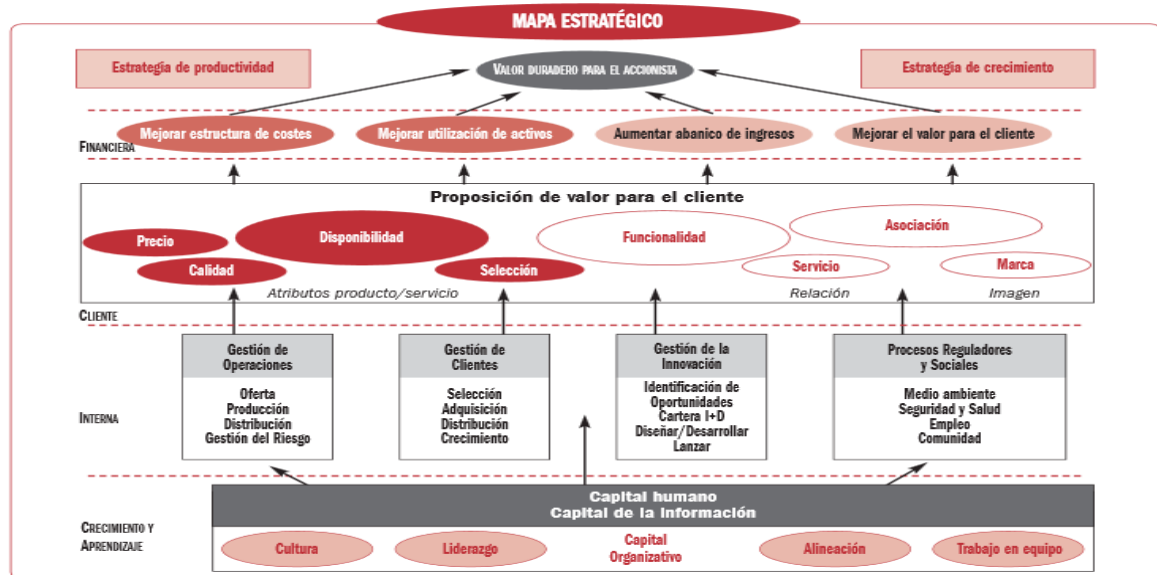 MAPA ESTRATÉGICO
Estrategia de productividad
VALOR DURADERO PARA EL ACCIONISTA
Estrategia de crecimiento
FINANCIERA
Mejorar estructura de costes
Mejorar utilización de activos
Aumentar abanico de ingresos
Mejorar el valor para el cliente
Proposición de valor para el cliente
Precio
Calidad
Disponibilidad
Selección
Funcionalidad
Asociación
Servicio
Marca
Atributos producto/servicio
Relación
Imagen
CLIENTE
INTERNA
Gestión de
Operaciones
Oferta
Producción
Distribución
Gestión del Riesgo
Gestión de
Clientes
Selección
Adquisición
Distribución
Crecimiento
Gestión de la
Innovación
Identificación de
Oportunidades
Cartera I+D
Diseñar/Desarrollar
Lanzar
Procesos Reguladores
y Sociales
Medio ambiente
Seguridad y Salud
Empleo
Comunidad
CRECIMIENTO Y
APRENDIZAJE
Capital humano
Capital de la información
Cultura
Liderazgo
Capital
Organizativo
Alineación
Trabajo en equipo